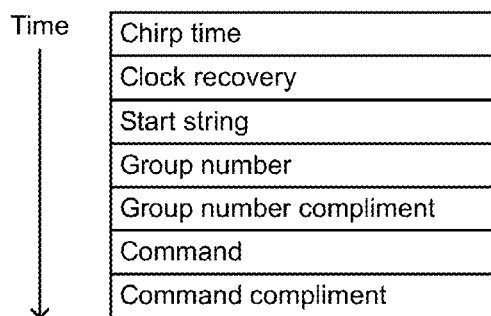 Time
Chirp time
Clock recovery
Start string
Group number
Group number compliment
Command
Command compliment